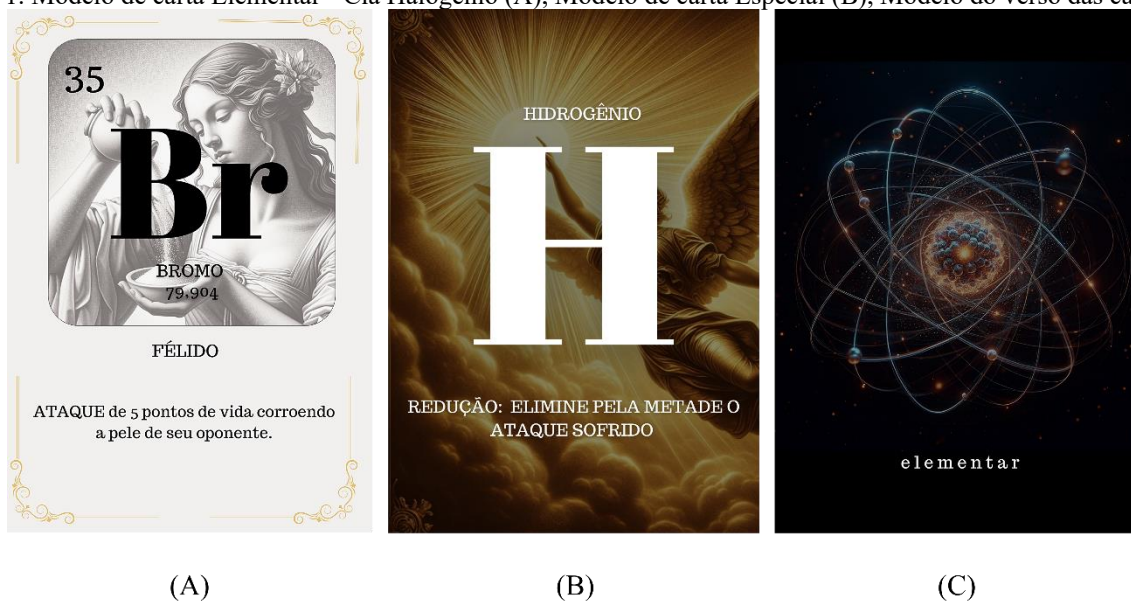 1. Modelo de carta Elemental – Clã Halogênio (A), Modelo de carta Especial (B), Modelo do verso das
35
Br
BROMO
79,904
FÉLIDO
ATAQUE de 5 pontos de vida corroendo
a pele de seu oponente.
HIDROGÊNIO
H
REDUÇÃO: ELIMINE PELA METADE O
ATAQUE SOFRIDO
elementar
(A)
(B)
(C)